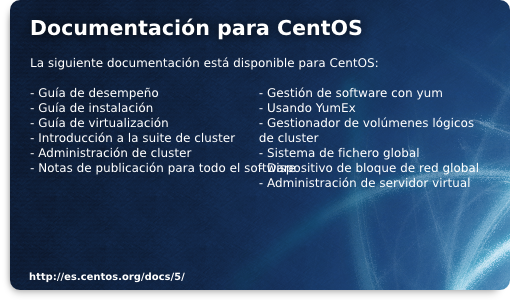 Documentación para CentOS
La siguiente documentación está disponible para CentOS:
- Guía de desempeño
- Guía de instalación
- Guía de virtualización
- Introducción a la suite de cluster
- Administración de cluster
- Notas de publicación para todo el software
- Gestión de software con yum
- Usando YumEx
- Gestionador de volúmenes lógicos
de cluster
- Sistema de fichero global
- Dispositivo de bloque de red global
- Administración de servidor virtual
http://es.centos.org/docs/5/